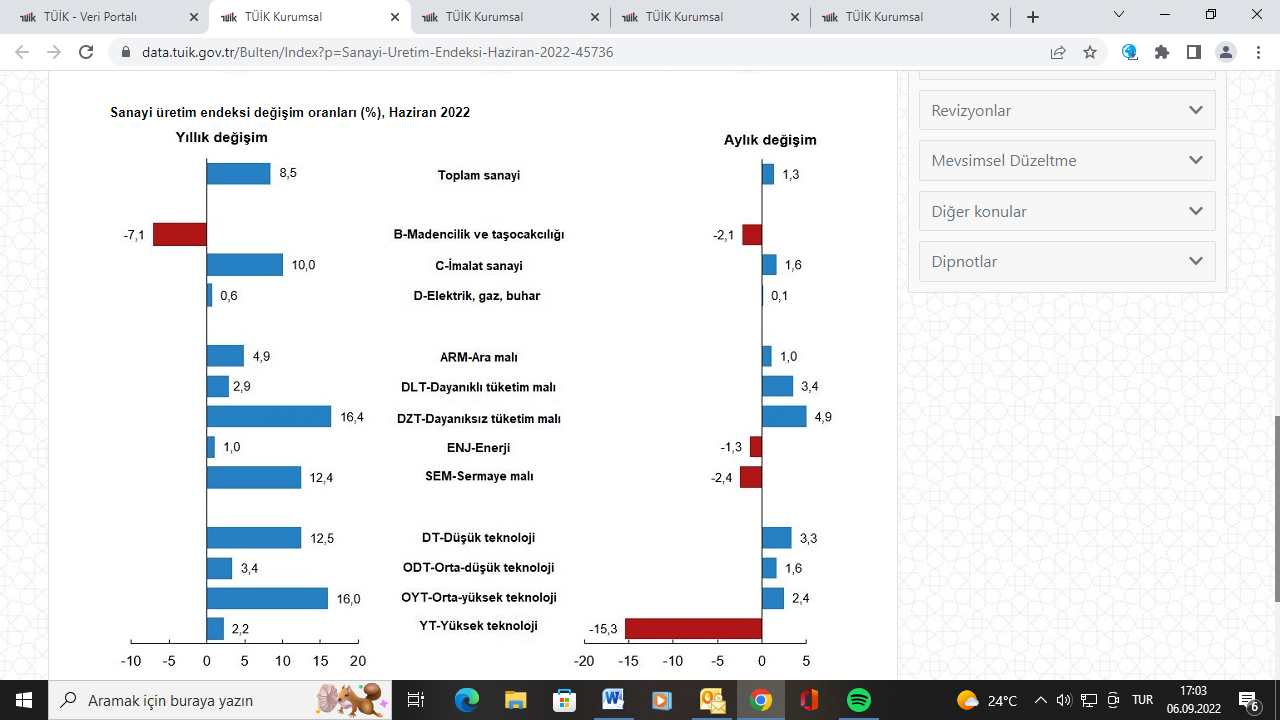 TÜİK - Veri Portalı
TÜİK Kurumsal
TÜİK Kurumsal
TÜİK Kurumsal
TÜİK Kurumsal
data.tuik.gov.tr/Bulten/Index?p=Sanayi-Uretim-Endeksi-Haziran-2022-45736
Sanayi üretim endeksi değişim oranları (%), Haziran 2022
Yıllık değişim
Aylık değişim
8,5 Toplam sanayi 1,3
-7,1 B-Madencilik ve taşocakcılığı -2,1
10,0 C-İmalat sanayi 1,6
0,6 D-Elektrik, gaz, buhar 0,1
4,9 ARM-Ara malı 1,0
2,9 DLT-Dayanıklı tüketim malı 3,4
16,4 DZT-Dayanıksız tüketim malı 4,9
1,0 ENJ-Enerji -1,3
12,4 SEM-Sermaye malı -2,4
12,5 DT-Düşük teknoloji 3,3
3,4 ODT-Orta-düşük teknoloji 1,6
16,0 OYT-Orta-yüksek teknoloji 2,4
2,2 YT-Yüksek teknoloji -15,3
-10 -5 0 5 10 15 20
-20 -15 -10 -5 0 5
Revizyonlar
Mevsimsel Düzeltme
Diğer konular
Dipnotlar
Aramak için buraya yazın
24°C
TUR
17:03
06.09.2022
6